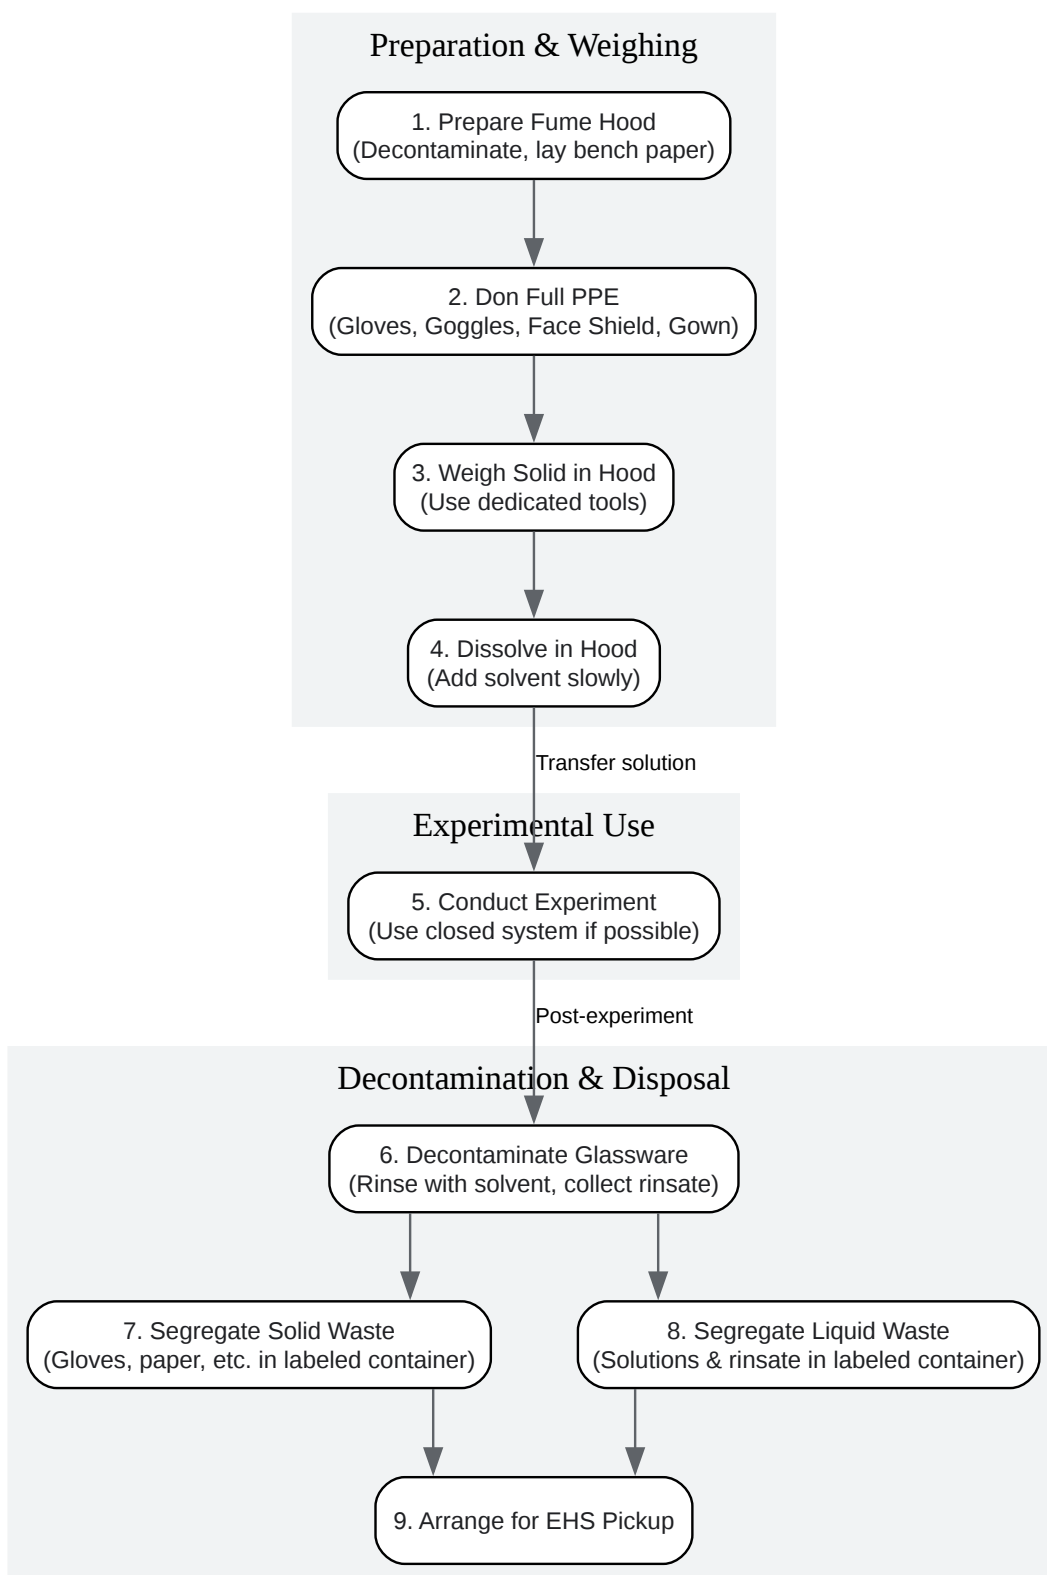 Preparation & Weighing
1. Prepare Fume Hood
(Decontaminate, lay bench paper)
2. Don Full PPE
(Gloves, Goggles, Face Shield, Gown)
3. Weigh Solid in Hood
(Use dedicated tools)
4. Dissolve in Hood
(Add solvent slowly)
Transfer solution
Experimental Use
5. Conduct Experiment
(Use closed system if possible)
Post-experiment
Decontamination & Disposal
6. Decontaminate Glassware
(Rinse with solvent, collect rinsate)
7. Segregate Solid Waste
(Gloves, paper, etc. in labeled container)
8. Segregate Liquid Waste
(Solutions & rinsate in labeled container)
9. Arrange for EHS Pickup